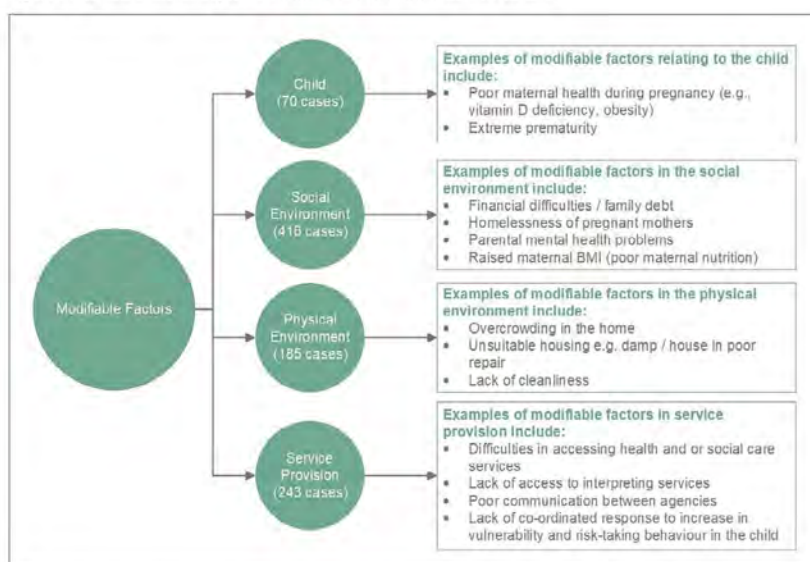 Modifiable Factors
Child
(70 cases)
Examples of modifiable factors relating to the child
include:
• Poor maternal health during pregnancy (e.g.,
vitamin D deficiency, obesity)
• Extreme prematurity
Social
Environment
(416 cases)
Examples of modifiable factors in the social
environment include:
• Financial difficulties / family debt
• Homelessness of pregnant mothers
• Parental mental health problems
• Raised maternal BMI (poor maternal nutrition)
Physical
Environment
(185 cases)
Examples of modifiable factors in the physical
environment include:
• Overcrowding in the home
• Unsuitable housing e.g. damp / house in poor
repair
• Lack of cleanliness
Service
Provision
(243 cases)
Examples of modifiable factors in service
provision include:
• Difficulties in accessing health and or social care
services
• Lack of access to interpreting services
• Poor communication between agencies
• Lack of co-ordinated response to increase in
vulnerability and risk-taking behaviour in the child